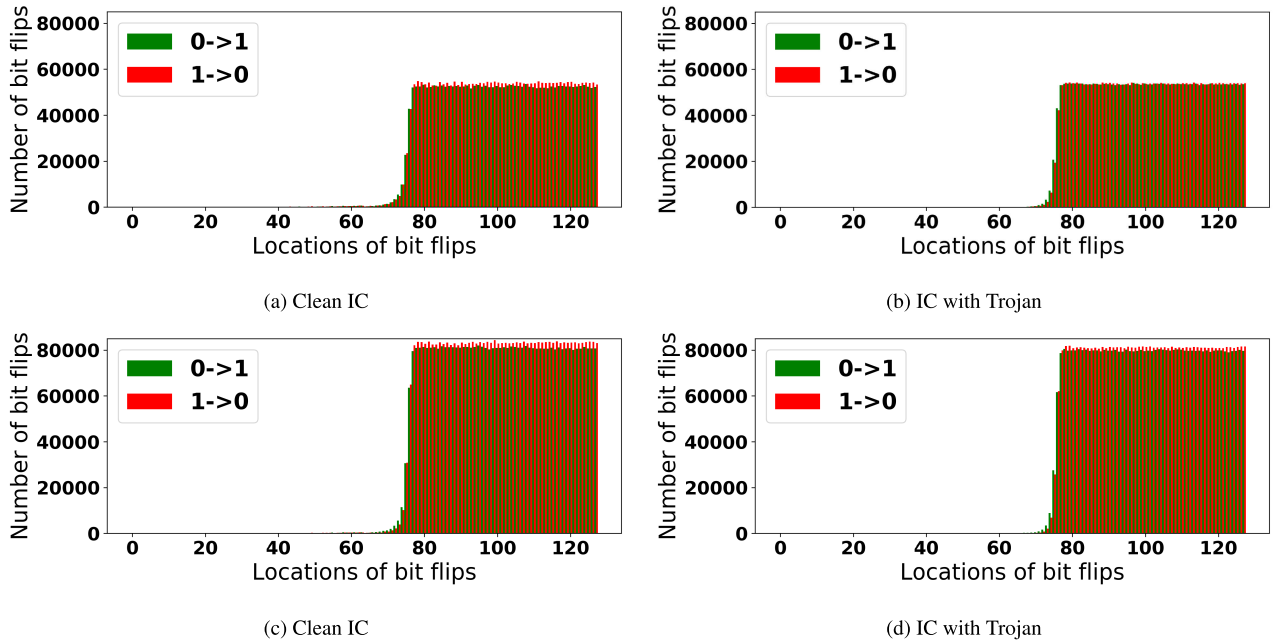 Number of bit flips
80000
60000
40000
20000
0
0->1
1->0
0 20 40 60 80 100 120
Locations of bit flips
(a) Clean IC
Number of bit flips
80000
60000
40000
20000
0
0->1
1->0
0 20 40 60 80 100 120
Locations of bit flips
(b) IC with Trojan
Number of bit flips
80000
60000
40000
20000
0
0->1
1->0
0 20 40 60 80 100 120
Locations of bit flips
(c) Clean IC
Number of bit flips
80000
60000
40000
20000
0
0->1
1->0
0 20 40 60 80 100 120
Locations of bit flips
(d) IC with Trojan